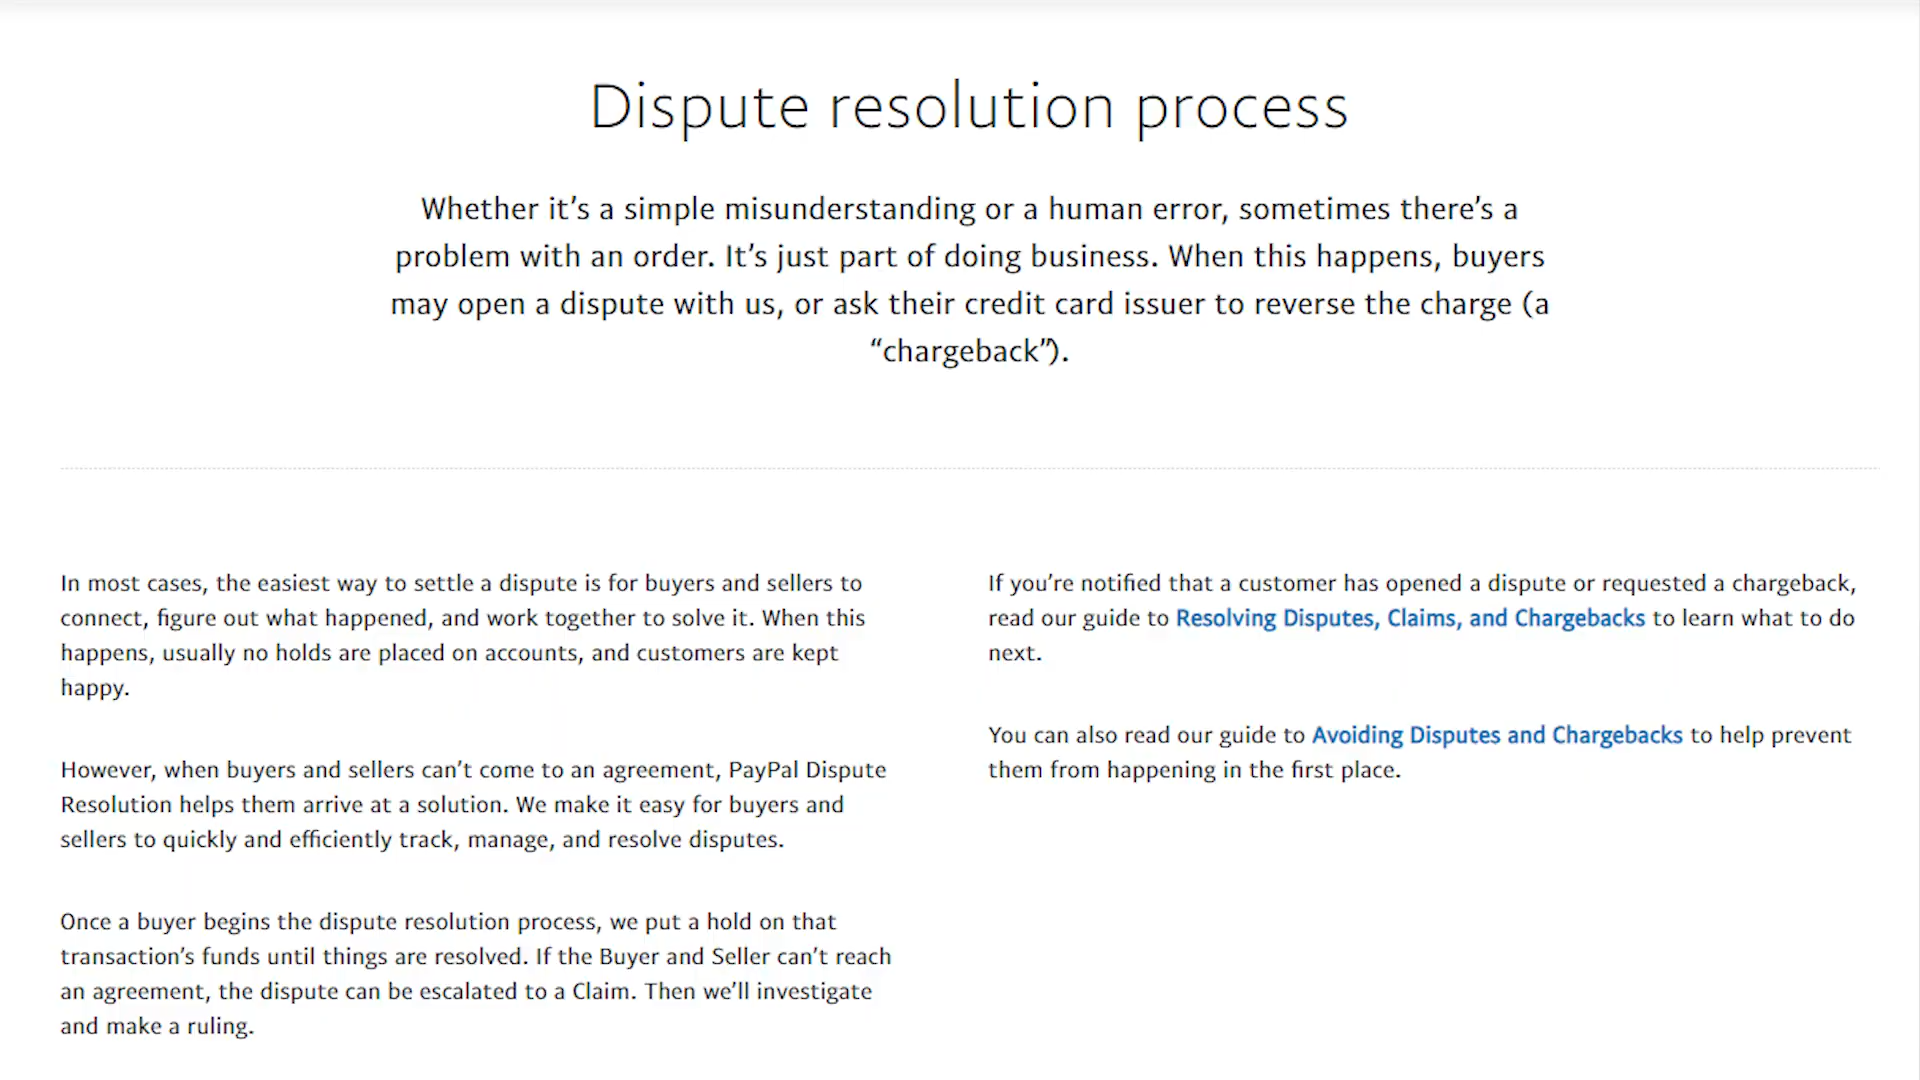 Dispute resolution process
Whether it’s a simple misunderstanding or a human error, sometimes there’s a
problem with an order. It’s just part of doing business. When this happens, buyers
may open a dispute with us, or ask their credit card issuer to reverse the charge (a
“chargeback”).
In most cases, the easiest way to settle a dispute is for buyers and sellers to
connect, figure out what happened, and work together to solve it. When this
happens, usually no holds are placed on accounts, and customers are kept
happy.
However, when buyers and sellers can’t come to an agreement, PayPal Dispute
Resolution helps them arrive at a solution. We make it easy for buyers and
sellers to quickly and efficiently track, manage, and resolve disputes.
Once a buyer begins the dispute resolution process, we put a hold on that
transaction’s funds until things are resolved. If the Buyer and Seller can’t reach
an agreement, the dispute can be escalated to a Claim. Then we’ll investigate
and make a ruling.
If you’re notified that a customer has opened a dispute or requested a chargeback,
read our guide to Resolving Disputes, Claims, and Chargebacks to learn what to do
next.
You can also read our guide to Avoiding Disputes and Chargebacks to help prevent
them from happening in the first place.